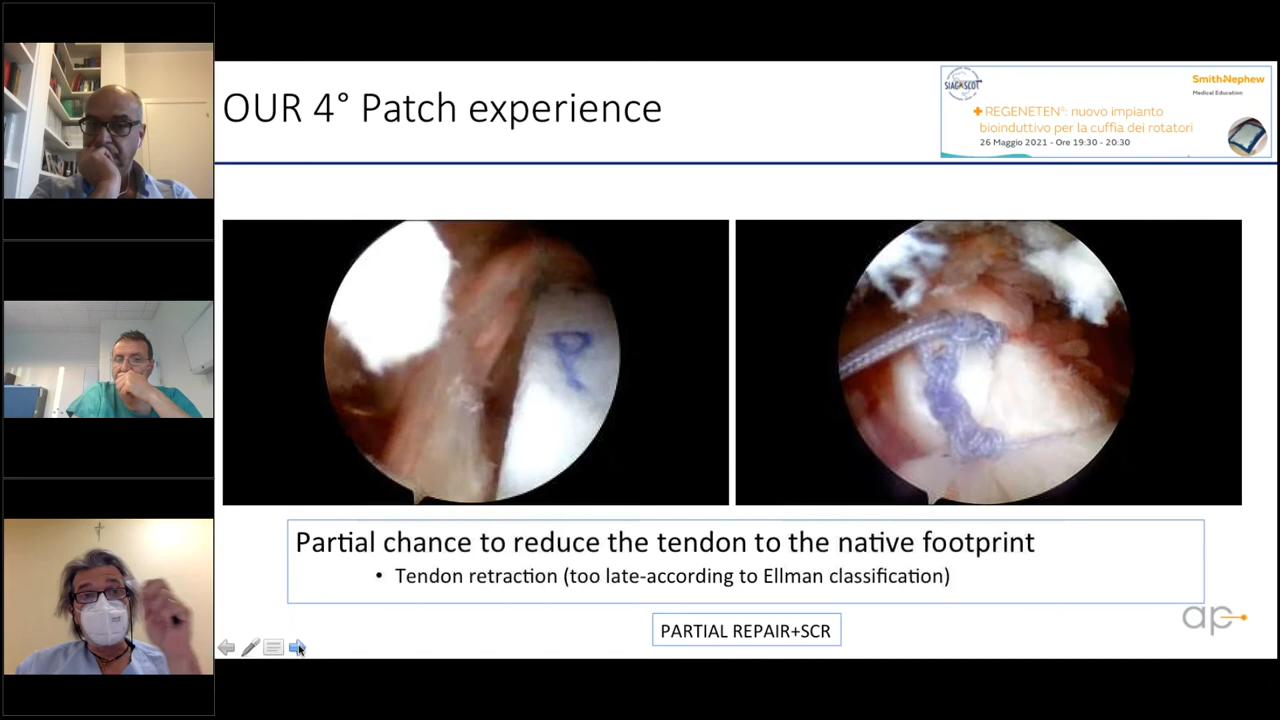 OUR 4° Patch experience
SIAGASCOT
SmithNephew
Medical Education
REGENETEN◊: nuovo impianto
bioinduttivo per la cuffia dei rotatori
26 Maggio 2021 - Ore 19:30 - 20:30
P
Partial chance to reduce the tendon to the native footprint
• Tendon retraction (too late-according to Ellman classification)
PARTIAL REPAIR+SCR
ap